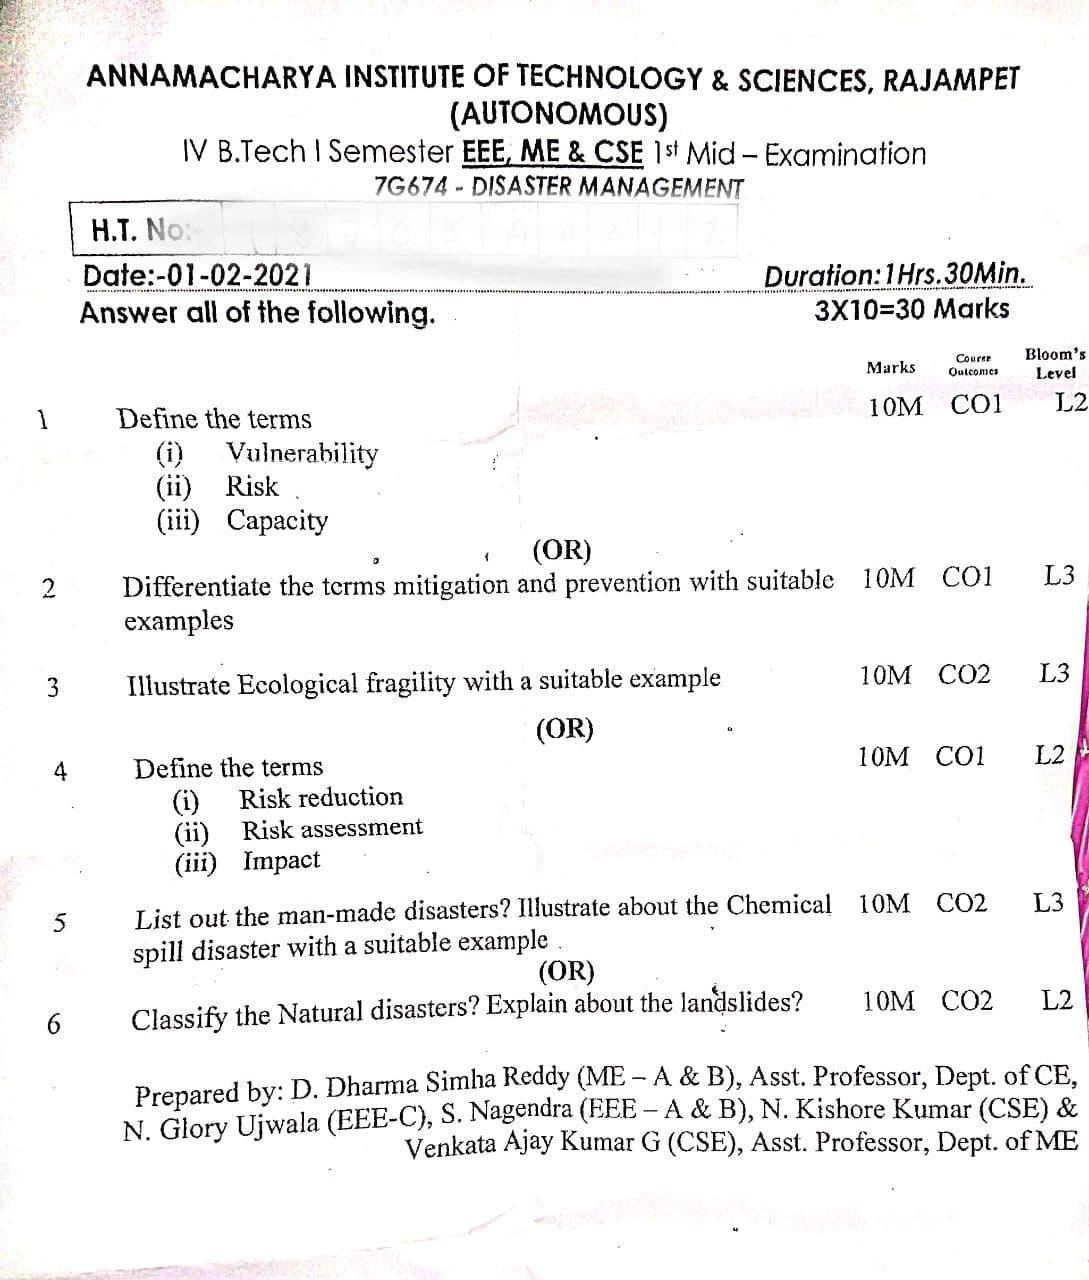 ANNAMACHARYA INSTITUTE OF TECHNOLOGY & SCIENCES, RAJAMPET
(AUTONOMOUS)
IV B.Tech I Semester EEE, ME & CSE 1st Mid – Examination
7G674 - DISASTER MANAGEMENT
H.T. No:-
Date:-01-02-2021 Duration:1Hrs.30Min.
Answer all of the following. 3X10=30 Marks
Marks Course Outcomes Bloom's Level
1 Define the terms 10M CO1 L2
(i) Vulnerability
(ii) Risk
(iii) Capacity
(OR)
2 Differentiate the terms mitigation and prevention with suitable 10M CO1 L3
examples
3 Illustrate Ecological fragility with a suitable example 10M CO2 L3
(OR)
4 Define the terms 10M CO1 L2
(i) Risk reduction
(ii) Risk assessment
(iii) Impact
5 List out the man-made disasters? Illustrate about the Chemical 10M CO2 L3
spill disaster with a suitable example
(OR)
6 Classify the Natural disasters? Explain about the landslides? 10M CO2 L2
Prepared by: D. Dharma Simha Reddy (ME – A & B), Asst. Professor, Dept. of CE,
N. Glory Ujwala (EEE-C), S. Nagendra (EEE – A & B), N. Kishore Kumar (CSE) &
Venkata Ajay Kumar G (CSE), Asst. Professor, Dept. of ME